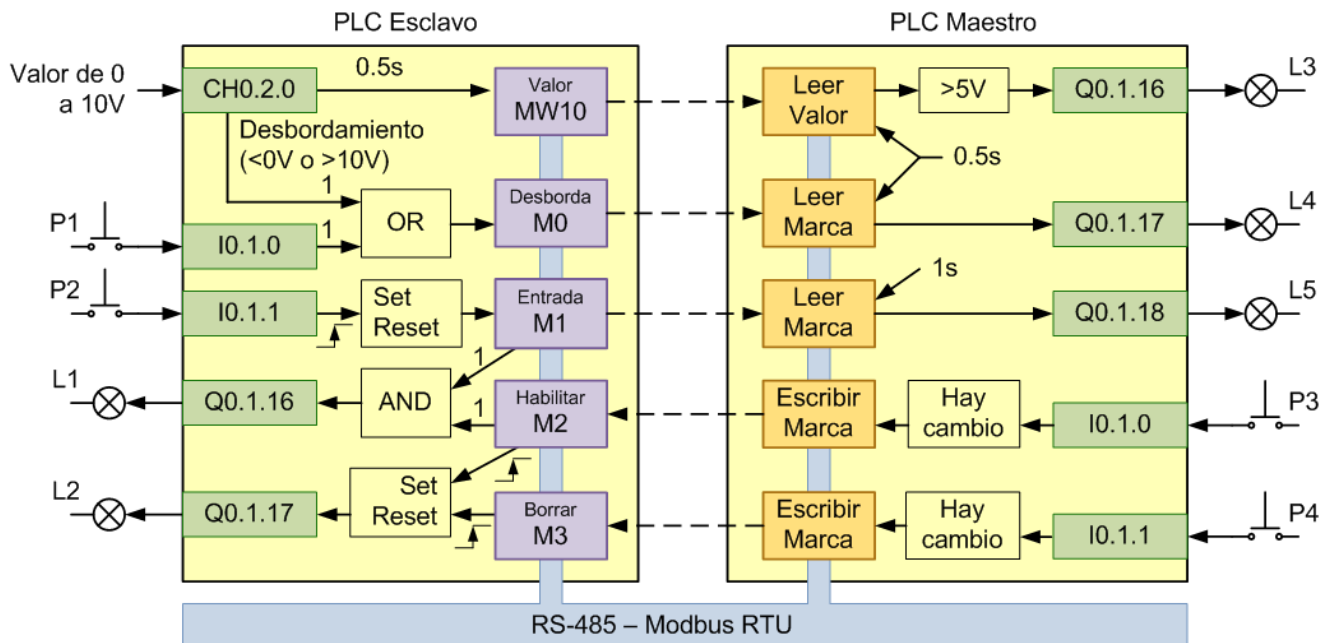 PLC Esclavo
PLC Maestro
Valor de 0
a 10V
CH0.2.0
0.5s
Valor
MW10
Leer
Valor
>5V
Q0.1.16
L3
Desbordamiento
(<0V o >10V)
0.5s
1
P1
I0.1.0
1
OR
Desborda
M0
Leer
Marca
Q0.1.17
L4
P2
I0.1.1
Set
Reset
Entrada
M1
1s
Leer
Marca
Q0.1.18
L5
1
L1
Q0.1.16
AND
1
Habilitar
M2
Escribir
Marca
Hay
cambio
I0.1.0
P3
L2
Q0.1.17
Set
Reset
Borrar
M3
Escribir
Marca
Hay
cambio
I0.1.1
P4
RS-485 – Modbus RTU